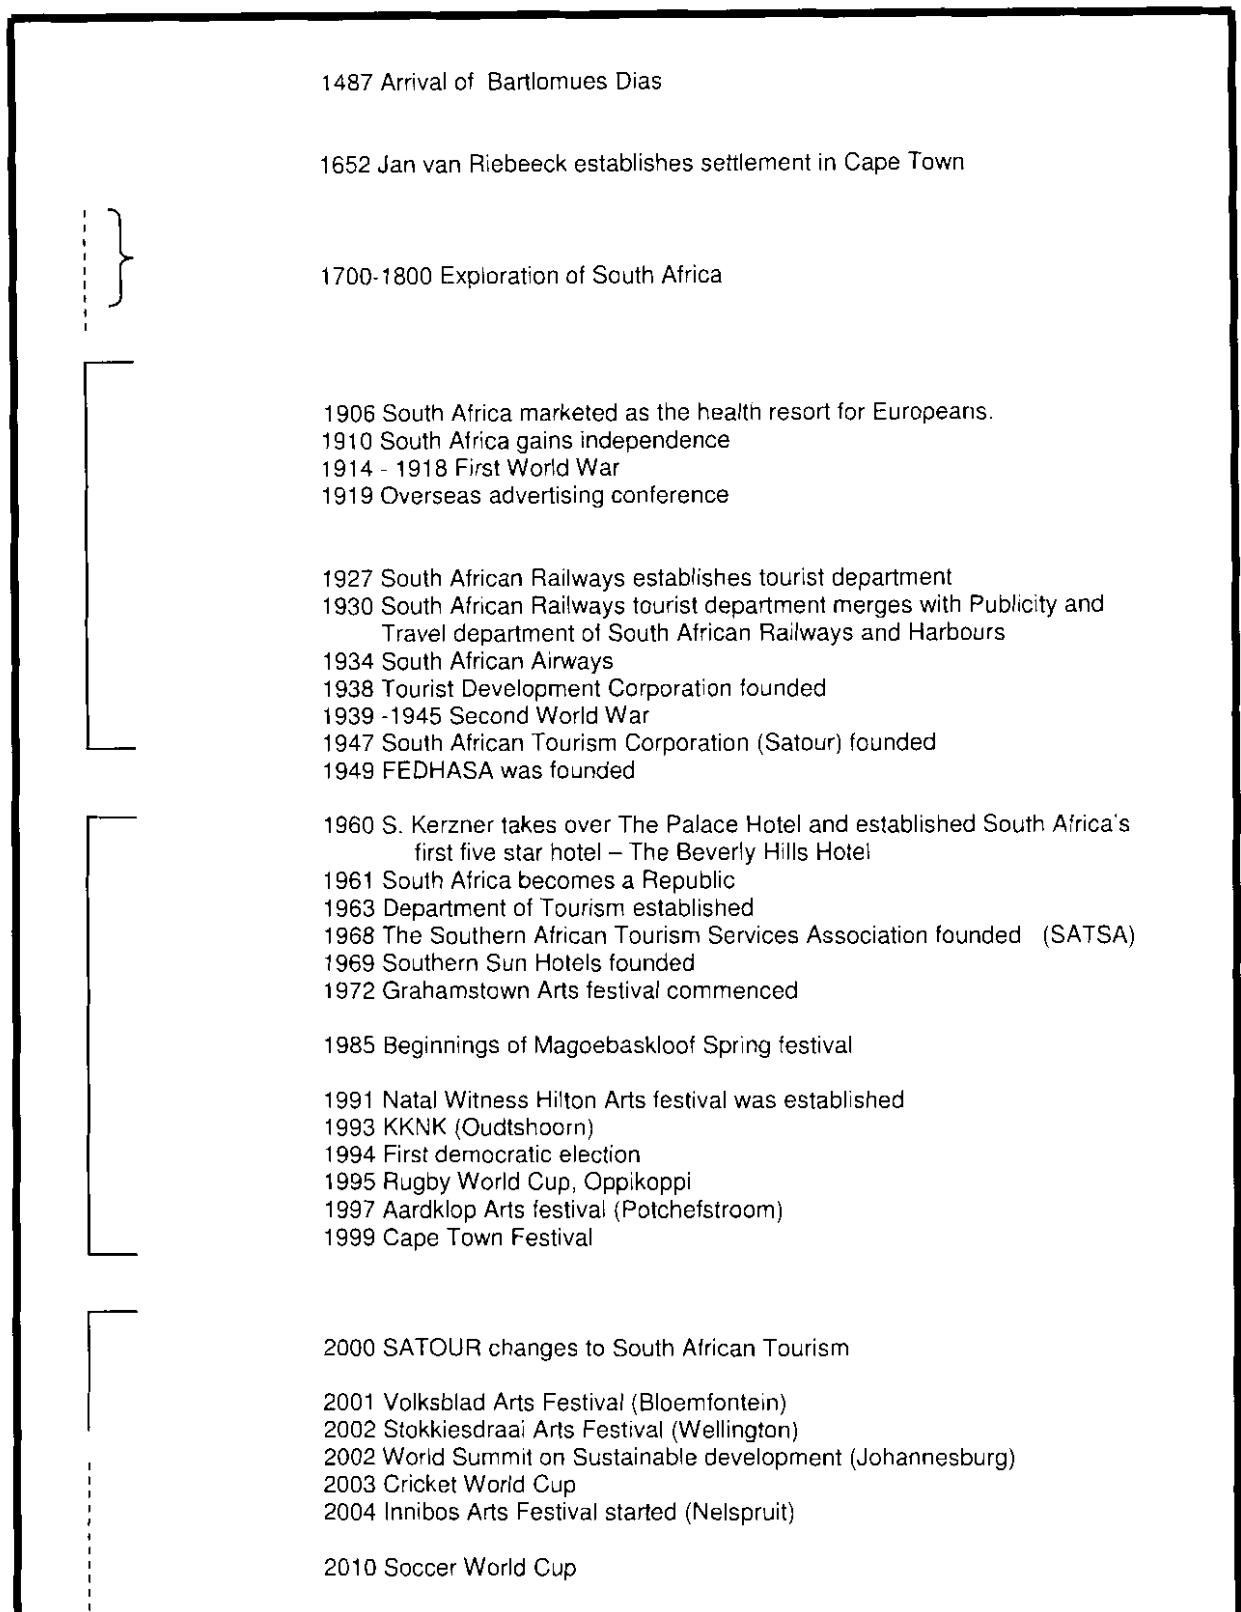 1487 Arrival of Bartlomues Dias
1652 Jan van Riebeeck establishes settlement in Cape Town
1700-1800 Exploration of South Africa
1906 South Africa marketed as the health resort for Europeans.
1910 South Africa gains independence
1914 - 1918 First World War
1919 Overseas advertising conference
1927 South African Railways establishes tourist department
1930 South African Railways tourist department merges with Publicity and
Travel department of South African Railways and Harbours
1934 South African Airways
1938 Tourist Development Corporation founded
1939 -1945 Second World War
1947 South African Tourism Corporation (Satour) founded
1949 FEDHASA was founded
1960 S. Kerzner takes over The Palace Hotel and established South Africa's
first five star hotel – The Beverly Hills Hotel
1961 South Africa becomes a Republic
1963 Department of Tourism established
1968 The Southern African Tourism Services Association founded (SATSA)
1969 Southern Sun Hotels founded
1972 Grahamstown Arts festival commenced
1985 Beginnings of Magoebaskloof Spring festival
1991 Natal Witness Hilton Arts festival was established
1993 KKNK (Oudtshoorn)
1994 First democratic election
1995 Rugby World Cup, Oppikoppi
1997 Aardklop Arts festival (Potchefstroom)
1999 Cape Town Festival
2000 SATOUR changes to South African Tourism
2001 Volksblad Arts Festival (Bloemfontein)
2002 Stokkiesdraai Arts Festival (Wellington)
2002 World Summit on Sustainable development (Johannesburg)
2003 Cricket World Cup
2004 Innibos Arts Festival started (Nelspruit)
2010 Soccer World Cup